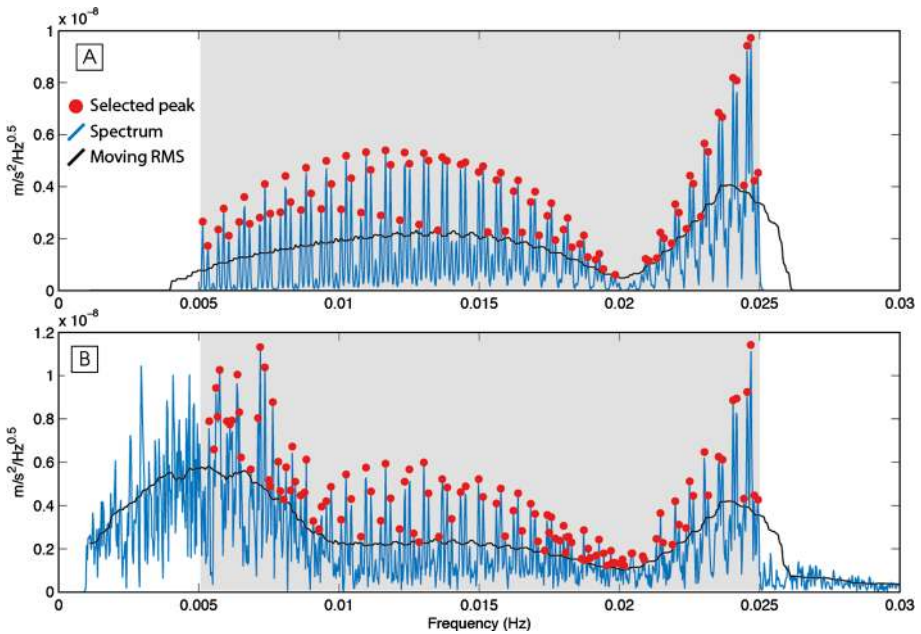 × 10⁻⁸
1
0.8
0.6
0.4
0.2
0
m/s²/Hz⁰·⁵
A
Selected peak
Spectrum
Moving RMS
0 0.005 0.01 0.015 0.02 0.025 0.03
× 10⁻⁸
1.2
1
0.8
0.6
0.4
0.2
0
m/s²/Hz⁰·⁵
B
0 0.005 0.01 0.015 0.02 0.025 0.03
Frequency (Hz)